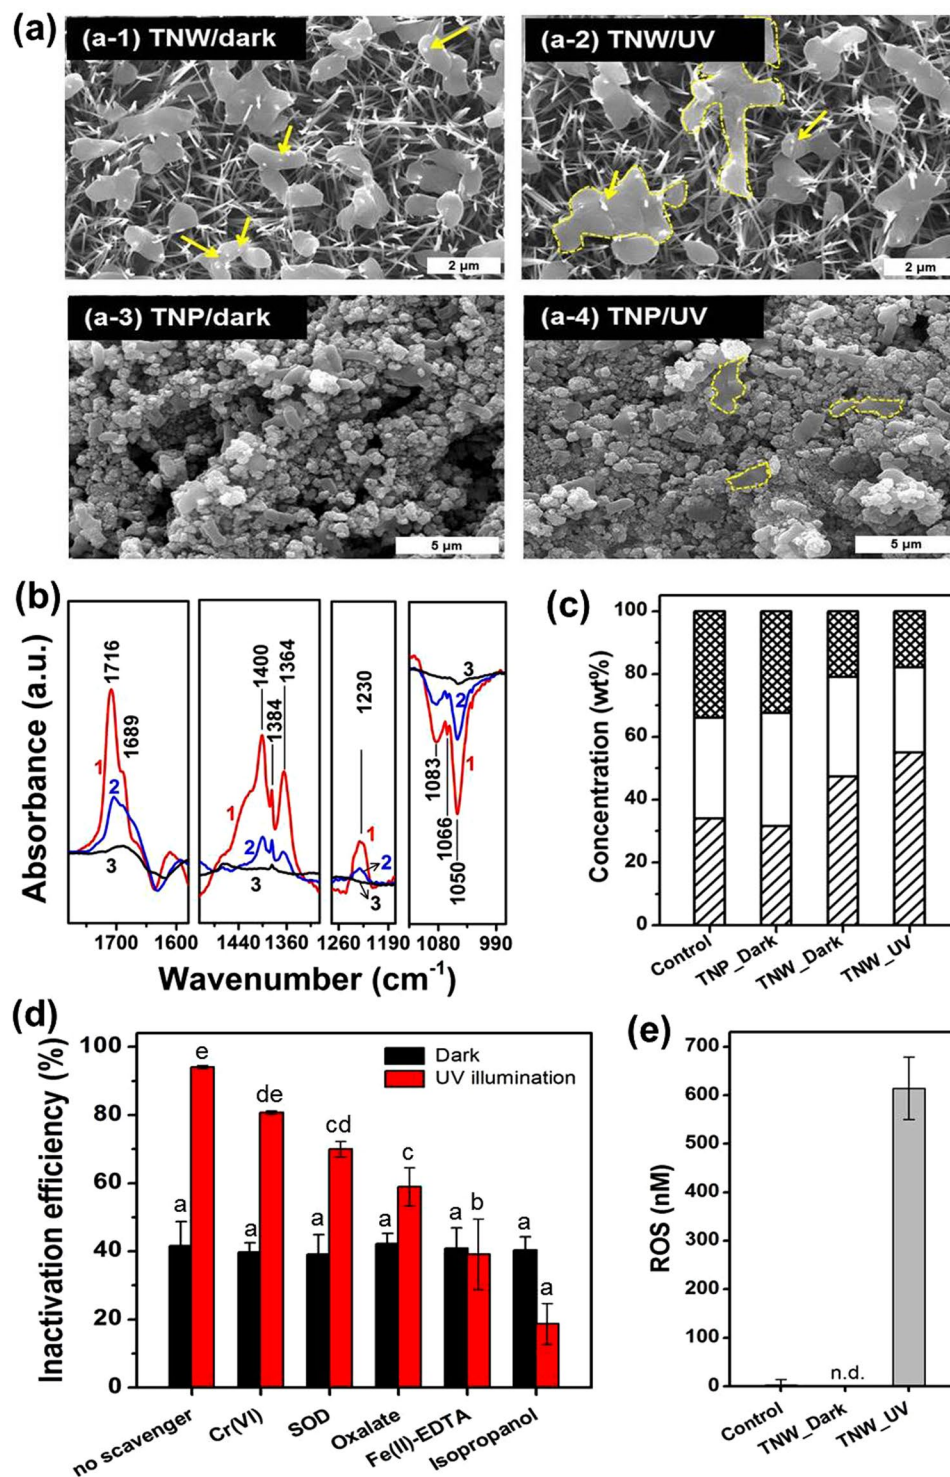 (a)
(a-1) TNW/dark
2 µm
(a-2) TNW/UV
2 µm
(a-3) TNP/dark
5 µm
(a-4) TNP/UV
5 µm
(b)
Absorbance (a.u.)
1716
1689
1
2
3
1700 1600
1400
1384
1364
1
2
3
1440 1360
1230
1
2
3
1260 1190
3
2
1
1083
1066
1050
1080 990
Wavenumber (cm-1)
(c)
Concentration (wt%)
100
80
60
40
20
0
Control
TNP_Dark
TNW_Dark
TNW_UV
(d)
Inactivation efficiency (%)
100
80
60
40
20
0
Dark
UV illumination
a e
a de
a cd
a c
a b
a a
no scavenger
Cr(VI)
SOD
Oxalate
Fe(II)-EDTA
Isopropanol
(e)
ROS (nM)
700
600
500
400
300
200
100
0
n.d.
Control
TNW_Dark
TNW_UV